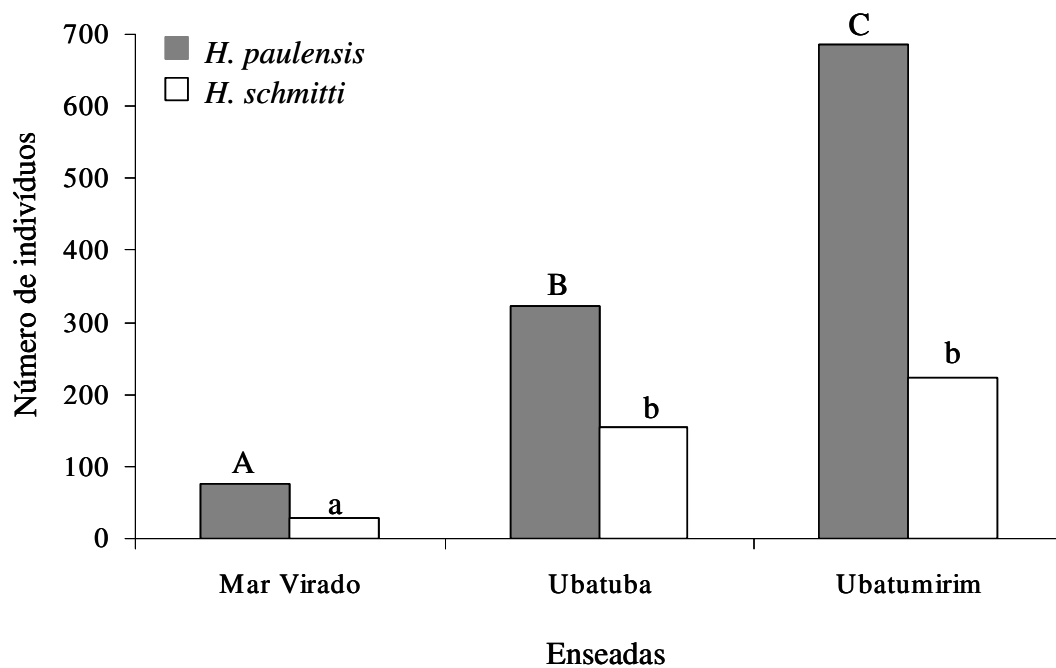 Número de indivíduos
700
600
500
400
300
200
100
0
H. paulensis
H. schmitti
A
a
B
b
C
b
Mar Virado
Ubatuba
Ubatumirim
Enseadas